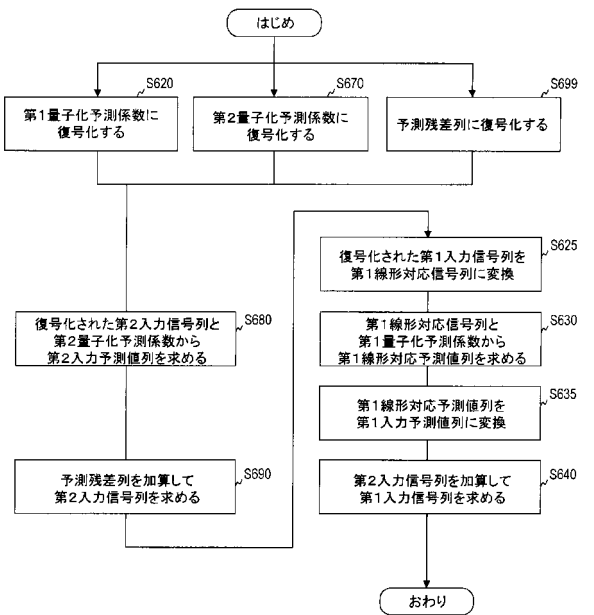 はじめ
S620
第1量子化予測係数に
復号化する
S670
第2量子化予測係数に
復号化する
S699
予測残差列に復号化する
S680
復号化された第2入力信号列と
第2量子化予測係数から
第2入力予測値列を求める
S690
予測残差列を加算して
第2入力信号列を求める
S625
復号化された第1入力信号列を
第1線形対応信号列に変換
S630
第1線形対応信号列と
第1量子化予測係数から
第1線形対応予測値列を求める
S635
第1線形対応予測値列を
第1入力予測値列に変換
S640
第2入力信号列を加算して
第1入力信号列を求める
おわり